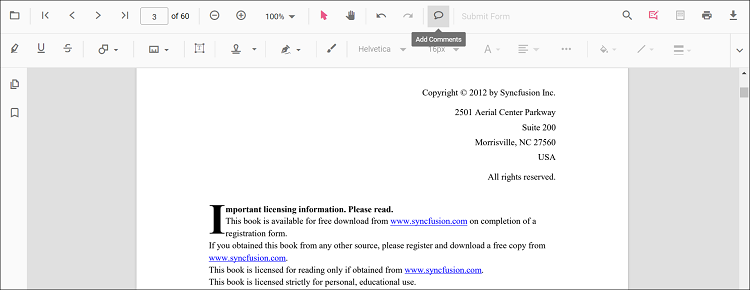 3 of 60 100% Submit Form
Add Comments
Helvetica 16px A
Copyright © 2012 by Syncfusion Inc.
2501 Aerial Center Parkway
Suite 200
Morrisville, NC 27560
USA
All rights reserved.
Important licensing information. Please read.
This book is available for free download from www.syncfusion.com on completion of a
registration form.
If you obtained this book from any other source, please register and download a free copy from
www.syncfusion.com.
This book is licensed for reading only if obtained from www.syncfusion.com.
This book is licensed strictly for personal, educational use.